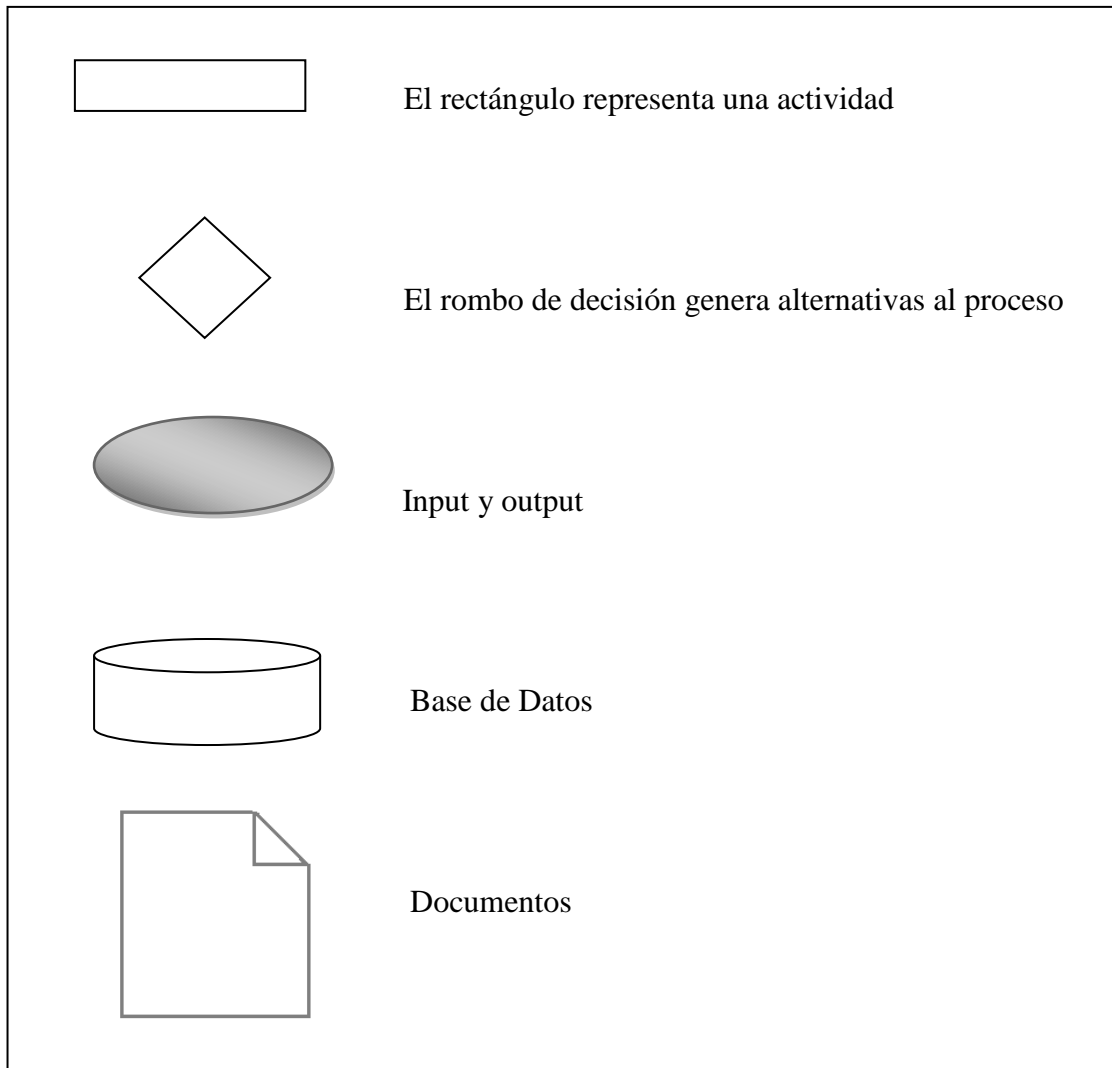 El rectángulo representa una actividad
El rombo de decisión genera alternativas al proceso
Input y output
Base de Datos
Documentos